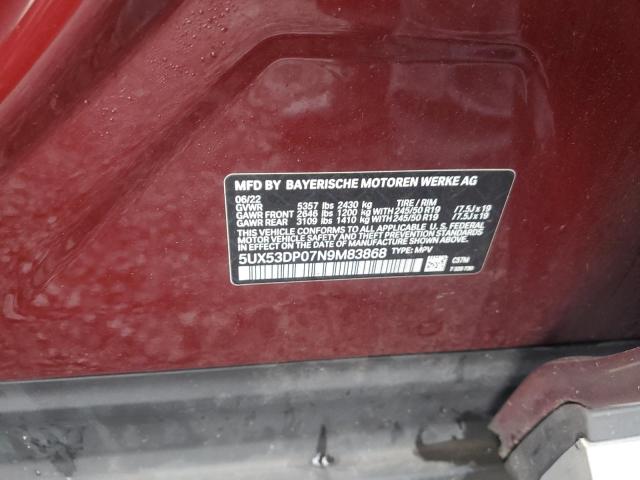 MFD BY BAYERISCHE MOTOREN WERKE AG
06/22 TIRE / RIM
GVWR 5357 lbs 2430 kg
GAWR FRONT 2646 lbs 1200 kg WITH 245/50 R19 /7.5J x 19
GAWR REAR 3109 lbs 1410 kg WITH 245/50 R19 /7.5J x 19
THIS VEHICLE CONFORMS TO ALL APPLICABLE U.S. FEDERAL
MOTOR VEHICLE SAFETY, BUMPER, AND THEFT PREVENTION STANDARDS
IN EFFECT ON THE DATE OF MANUFACTURE SHOWN ABOVE.
5UX53DP07N9M83868 TYPE: MPV
C57M